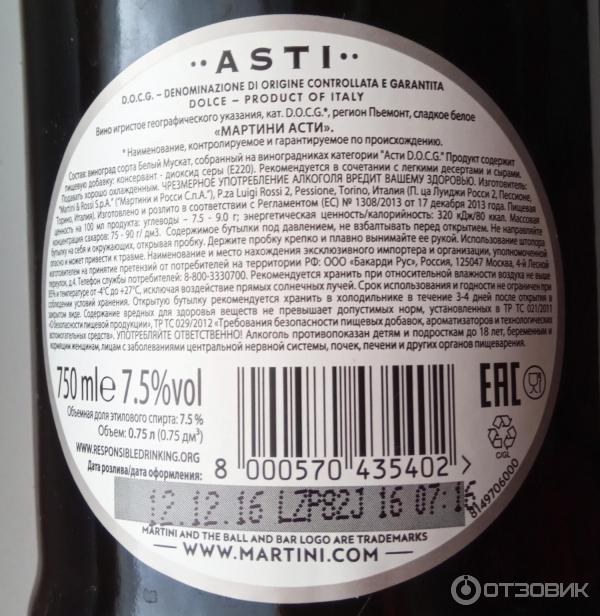 ··ASTI··
D.O.C.G. – DENOMINAZIONE DI ORIGINE CONTROLLATA E GARANTITA
DOLCE – PRODUCT OF ITALY
Вино игристое географического указания, кат. D.O.C.G.*, регион Пьемонт, сладкое белое
«МАРТИНИ АСТИ».
* Наименование, контролируемое и гарантируемое по происхождению.
Состав: виноград сорта Белый Мускат, собранный на виноградниках категории "Асти D.O.C.G." Продукт содержит
пищевую добавку: консервант - диоксид серы (Е220). Рекомендуется в сочетании с легкими десертами и сырами.
Подавать хорошо охлажденным. ЧРЕЗМЕРНОЕ УПОТРЕБЛЕНИЕ АЛКОГОЛЯ ВРЕДИТ ВАШЕМУ ЗДОРОВЬЮ. Изготовитель:
"Martini & Rossi S.p.A." ("Мартини и Росси С.п.А."), P.za Luigi Rossi 2, Pessione, Torino, Италия (П. ца Луиджи Росси 2, Пессионе,
Торино, Италия). Изготовлено и розлито в соответствии с Регламентом (ЕС) № 1308/2013 от 17 декабря 2013 года. Пищевая
ценность на 100 мл продукта: углеводы – 7.5 - 9.0 г; энергетическая ценность/калорийность: 320 кДж/80 ккал. Массовая
концентрация сахаров: 75 - 90 г/ дм3. Содержимое бутылки под давлением, не взбалтывать перед открытием. Не направляйте
бутылку на себя и окружающих, открывая пробку. Держите пробку крепко и плавно вынимайте ее рукой. Использование штопора
опасно и может привести к травме. Наименование и место нахождения эксклюзивного импортера и организации, уполномоченной
изготовителем на принятие претензий от потребителей на территории РФ: ООО «Бакарди Рус», Россия, 125047 Москва, 4-й Лесной
переулок, д.4. Телефон службы потребителей: 8-800-3330700. Рекомендуется хранить при относительной влажности воздуха не выше
85% и температуре от -4°С до +27°С, исключая воздействие прямых солнечных лучей. Срок использования и годности не ограничен при
соблюдении условий хранения. Открытую бутылку рекомендуется хранить в холодильнике в течение 3-4 дней после открытия в
закрытом виде. Содержание вредных для здоровья веществ не превышает допустимых норм, установленных в ТР ТС 021/2011
«О безопасности пищевой продукции», ТР ТС 029/2012 «Требования безопасности пищевых добавок, ароматизаторов и технологических
вспомогательных средств». УПОТРЕБЛЯЙТЕ ОТВЕТСТВЕННО! Алкоголь противопоказан детям и подросткам до 18 лет, беременным и
кормящим женщинам, лицам с заболеваниями центральной нервной системы, почек, печени и других органов пищеварения.
750 ml e 7.5%vol
EAC
Объемная доля этилового спирта: 7.5 %
Объем: 0.75 л (0.75 дм³)
C/GL
WWW.RESPONSIBLEDRINKING.ORG
Дата розлива/дата оформления:
8 000570 435402 >
8149706000
12.12.16 LZP82J 16 07:16
MARTINI AND THE BALL AND BAR LOGO ARE TRADEMARKS
— WWW.MARTINI.COM —
ОТЗОВИК